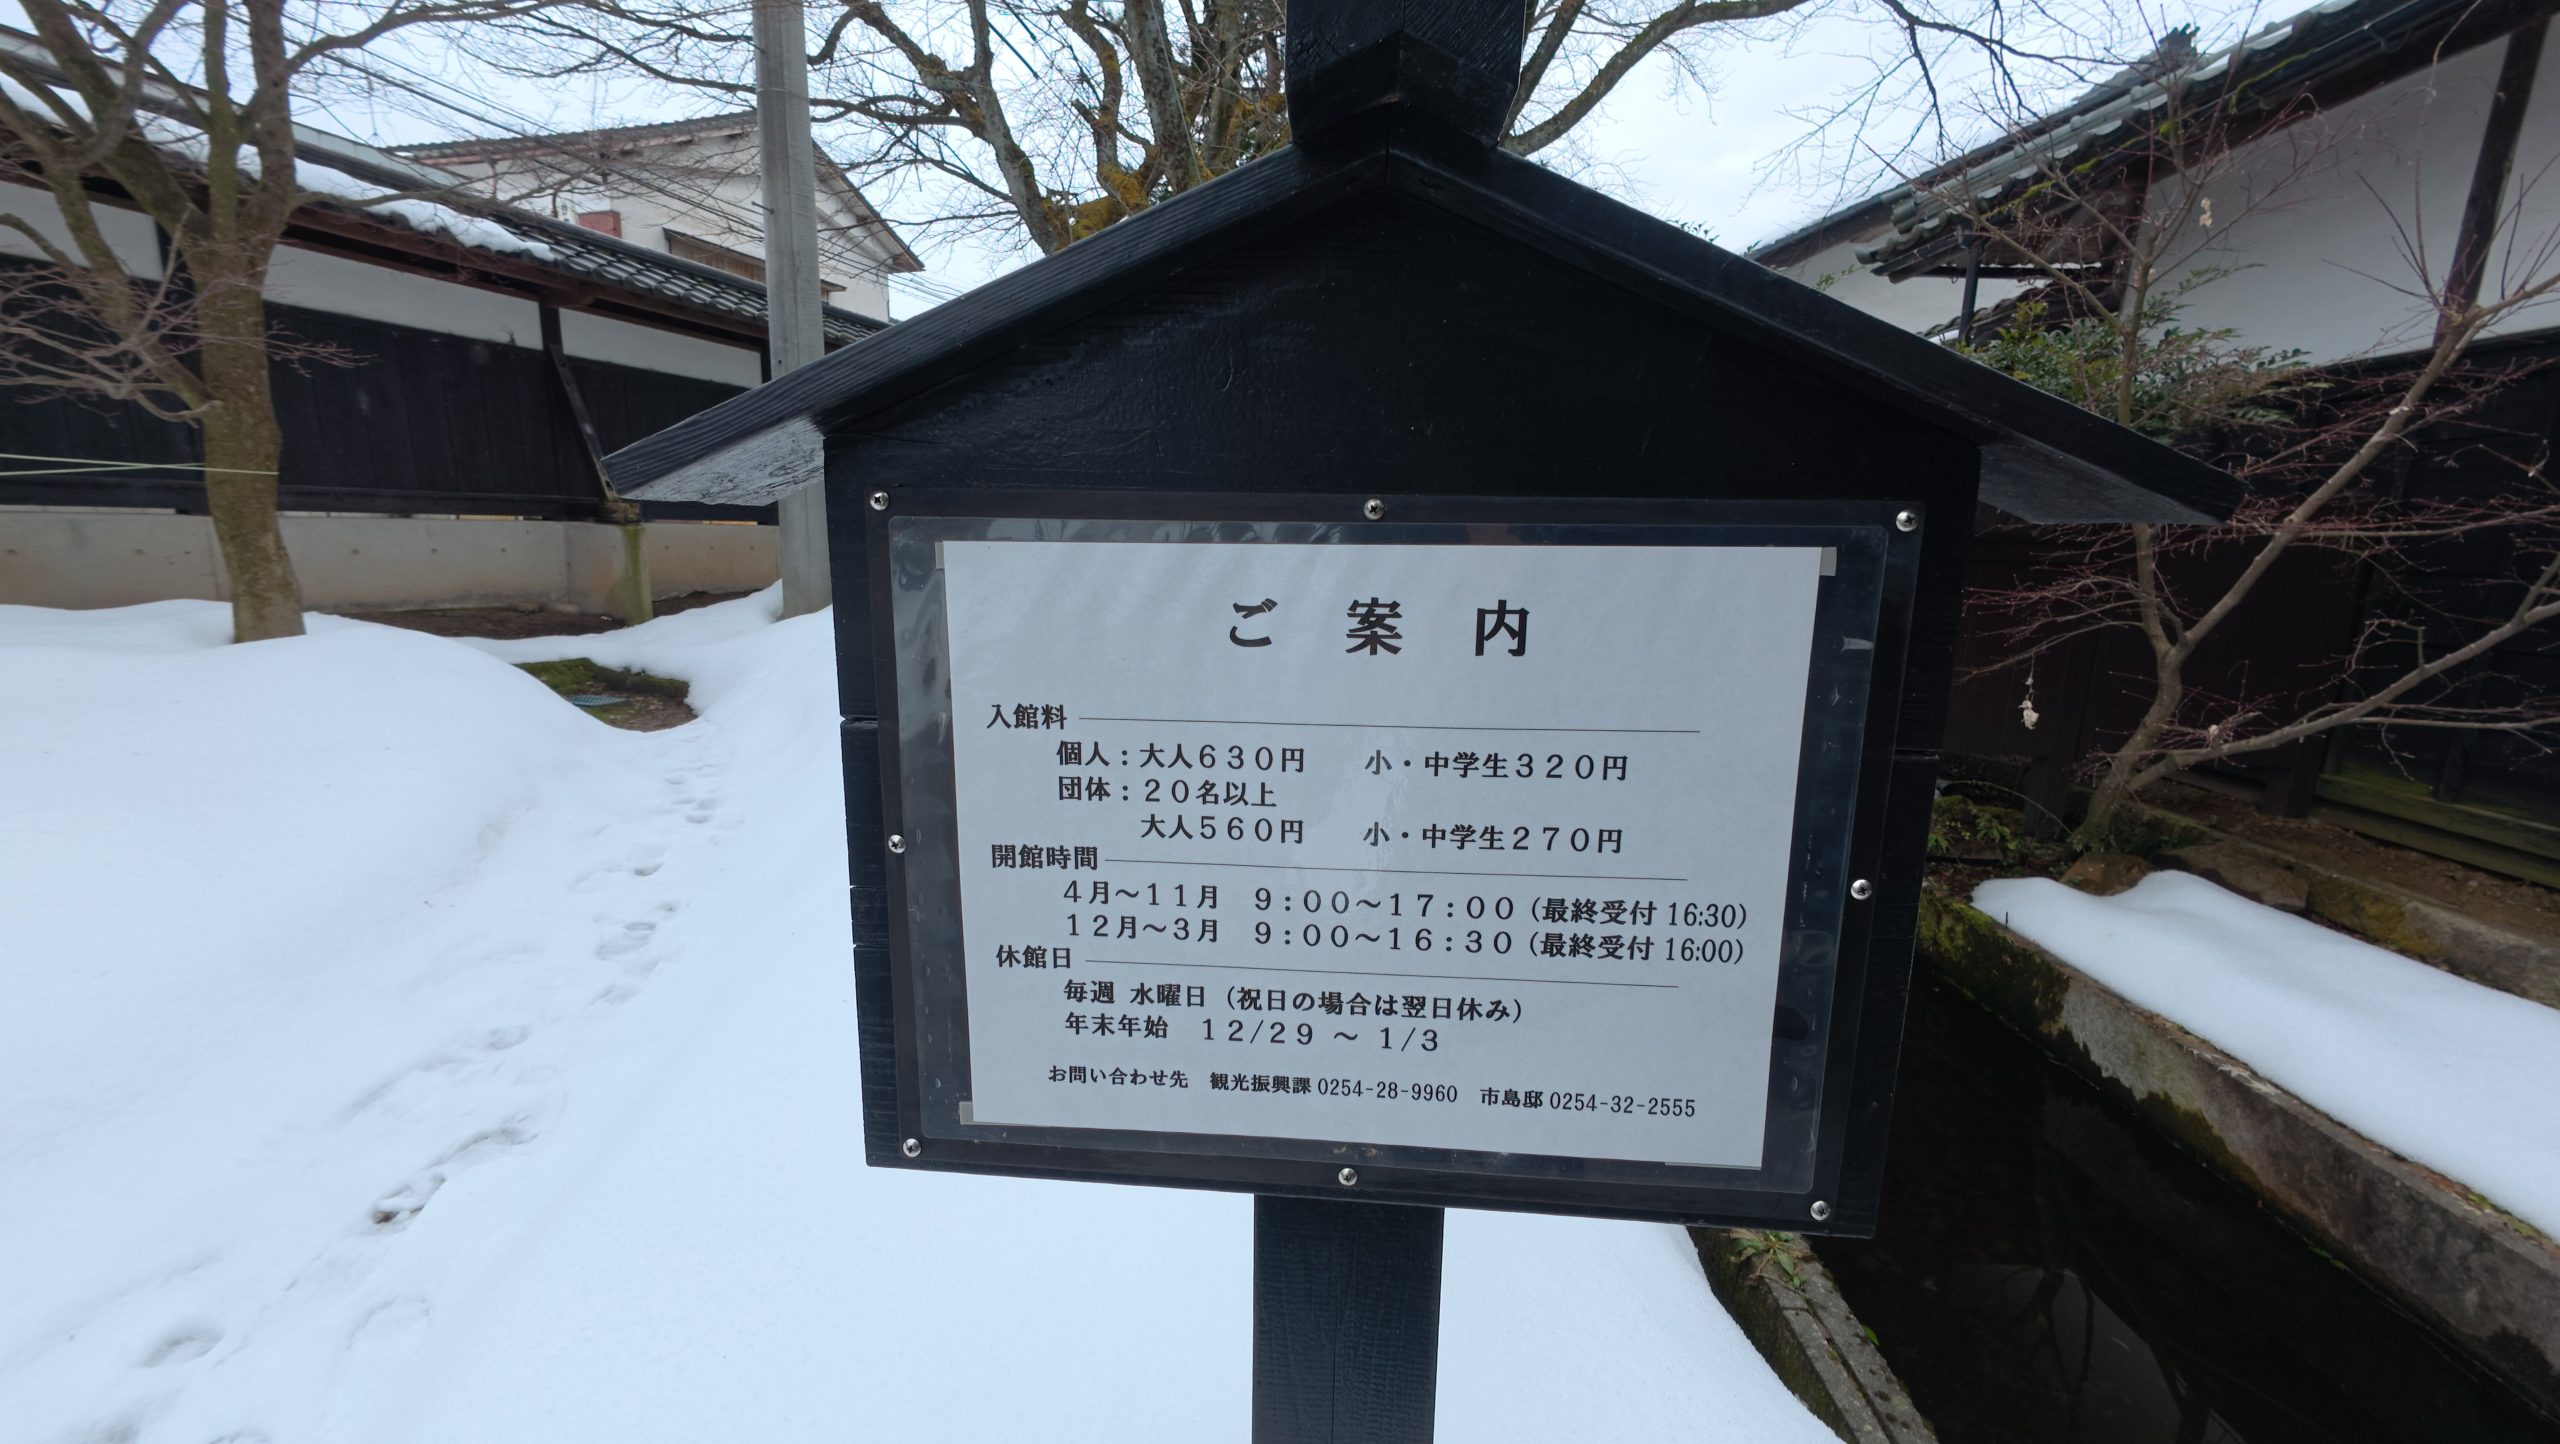 ご案内
入館料
個人：大人６３０円　小・中学生３２０円
団体：２０名以上
大人５６０円　小・中学生２７０円
開館時間
４月～１１月　９：００～１７：００（最終受付 16:30）
１２月～３月　９：００～１６：３０（最終受付 16:00）
休館日
毎週 水曜日（祝日の場合は翌日休み）
年末年始　１２/２９ ～ １/３
お問い合わせ先　観光振興課 0254-28-9960　市島邸 0254-32-2555